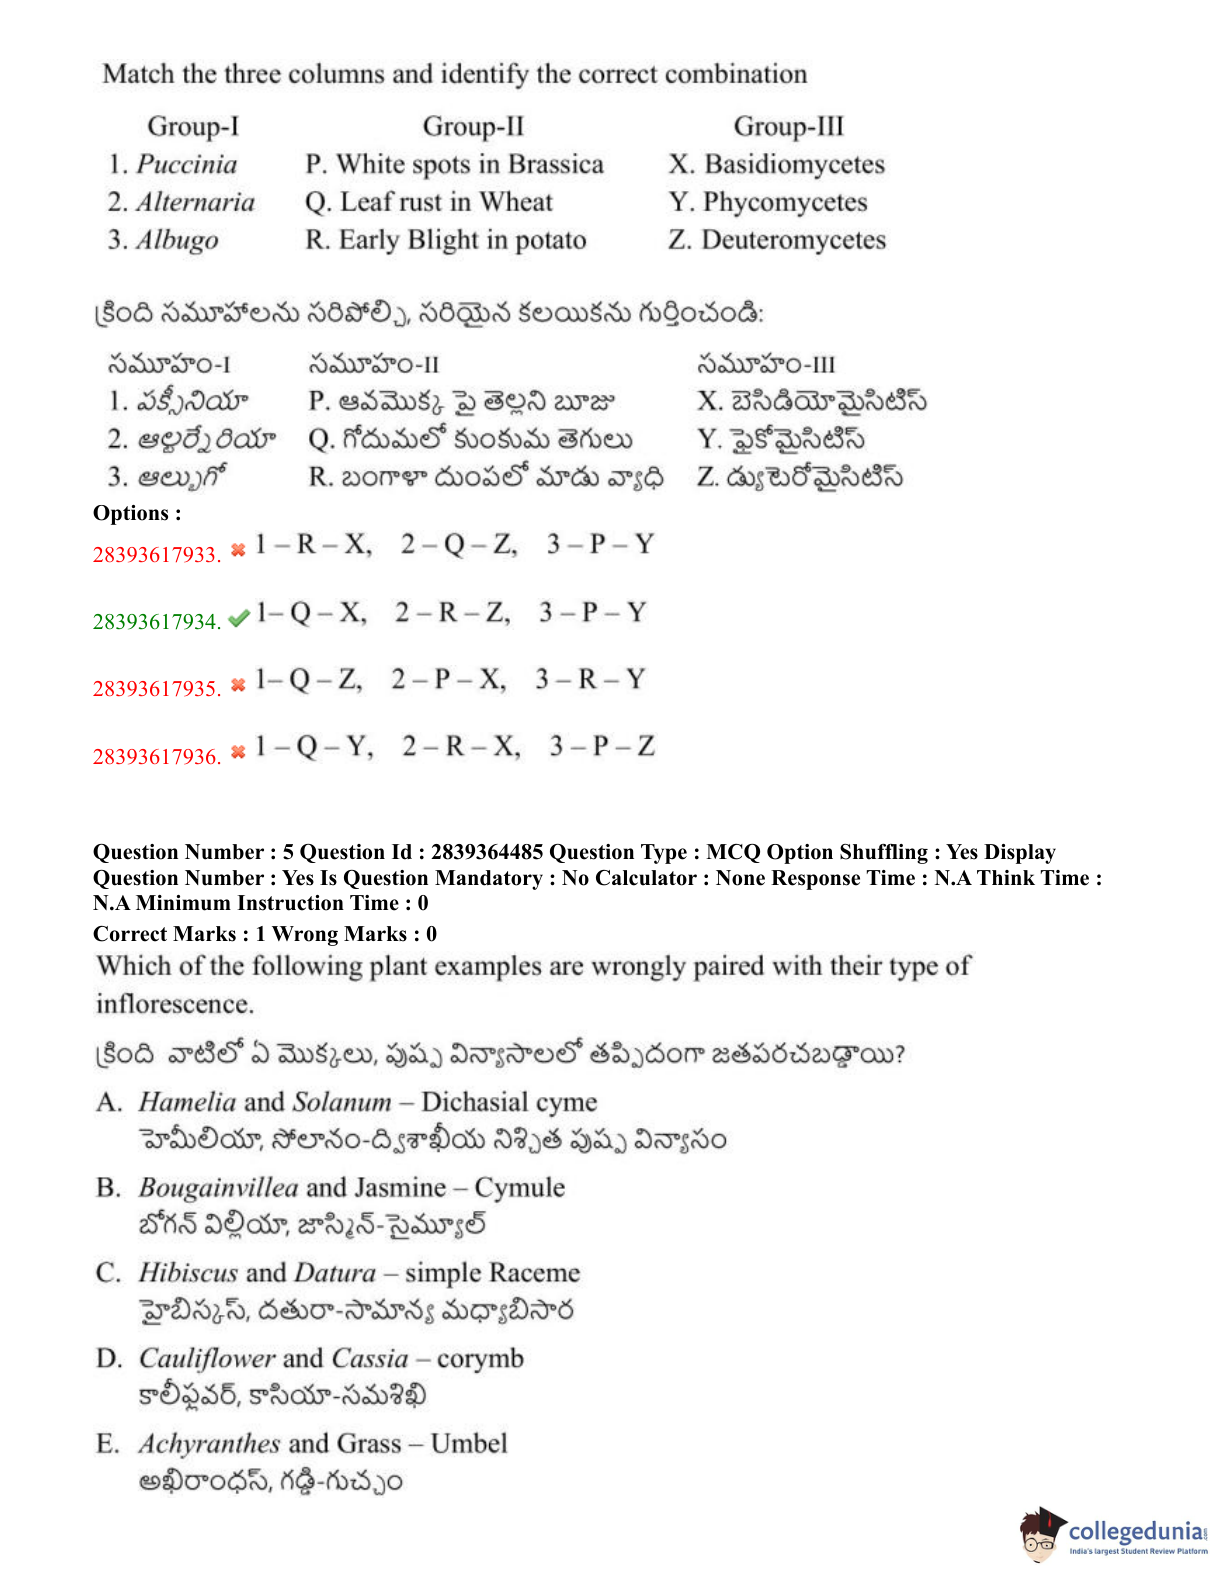 Match the three columns and identify the correct combination
Group-I Group-II Group-III
1. Puccinia P. White spots in Brassica X. Basidiomycetes
2. Alternaria Q. Leaf rust in Wheat Y. Phycomycetes
3. Albugo R. Early Blight in potato Z. Deuteromycetes
క్రింది సమూహాలను సరిపోల్చి, సరియైన కలయికను గుర్తించండి:
సమూహం-I సమూహం-II సమూహం-III
1. పక్సీనియా P. ఆవమొక్క పై తెల్లని బూజు X. బెసిడియోమైసిటిస్
2. ఆల్టర్నేరియా Q. గోదుమలో కుంకుమ తెగులు Y. ఫైకోమైసిటిస్
3. ఆల్బుగో R. బంగాళా దుంపలో మాడు వ్యాధి Z. డ్యుటెరోమైసిటిస్
Options :
28393617933. 1 – R – X, 2 – Q – Z, 3 – P – Y
28393617934. 1– Q – X, 2 – R – Z, 3 – P – Y
28393617935. 1– Q – Z, 2 – P – X, 3 – R – Y
28393617936. 1 – Q – Y, 2 – R – X, 3 – P – Z
Question Number : 5 Question Id : 2839364485 Question Type : MCQ Option Shuffling : Yes Display
Question Number : Yes Is Question Mandatory : No Calculator : None Response Time : N.A Think Time :
N.A Minimum Instruction Time : 0
Correct Marks : 1 Wrong Marks : 0
Which of the following plant examples are wrongly paired with their type of
inflorescence.
క్రింది వాటిలో ఏ మొక్కలు, పుష్ప విన్యాసాలలో తప్పిదంగా జతపరచబడ్డాయి?
A. Hamelia and Solanum – Dichasial cyme
హెమీలియా, సోలానం-ద్విశాఖీయ నిశ్చిత పుష్ప విన్యాసం
B. Bougainvillea and Jasmine – Cymule
బోగన్ విల్లియా, జాస్మిన్-సైమ్యూల్
C. Hibiscus and Datura – simple Raceme
హైబిస్కస్, దతురా-సామాన్య మధ్యాభిసార
D. Cauliflower and Cassia – corymb
కాలీఫ్లవర్, కాసియా-సమశిఖి
E. Achyranthes and Grass – Umbel
అఖిరాంథస్, గడ్డి-గుచ్ఛం
collegedunia
India's largest Student Review Platform